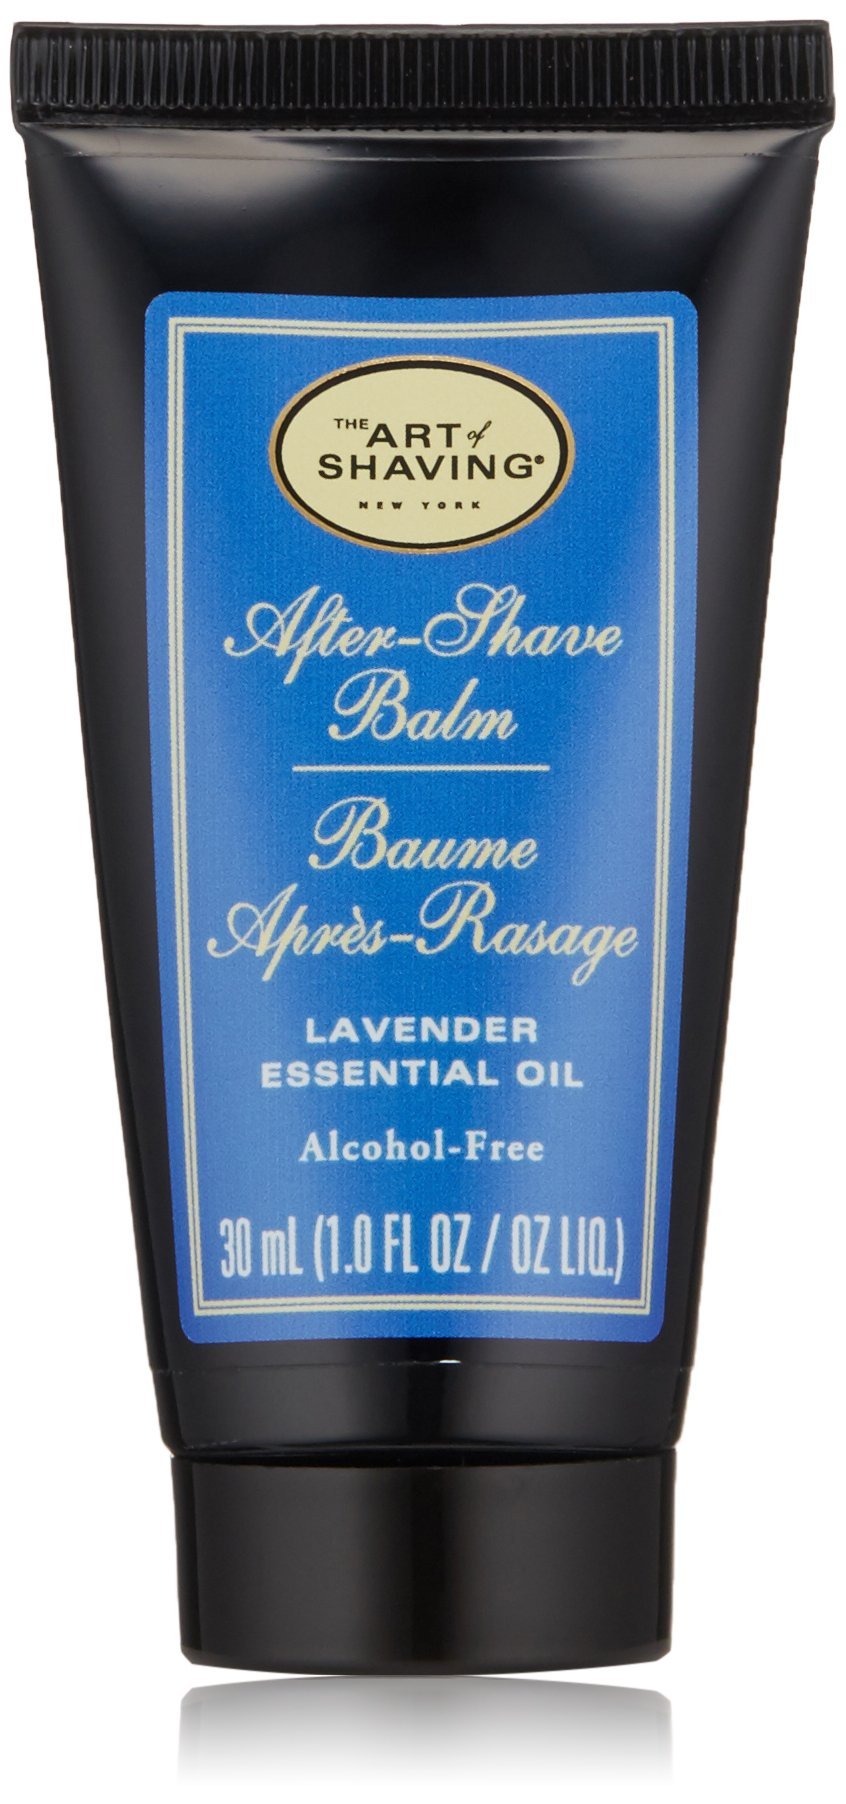 THE ART of
SHAVING®
NEW YORK
After-Shave
Balm
Baume
Après-Rasage
LAVENDER
ESSENTIAL OIL
Alcohol-Free
30 mL (1.0 FL OZ / OZ LIQ.)